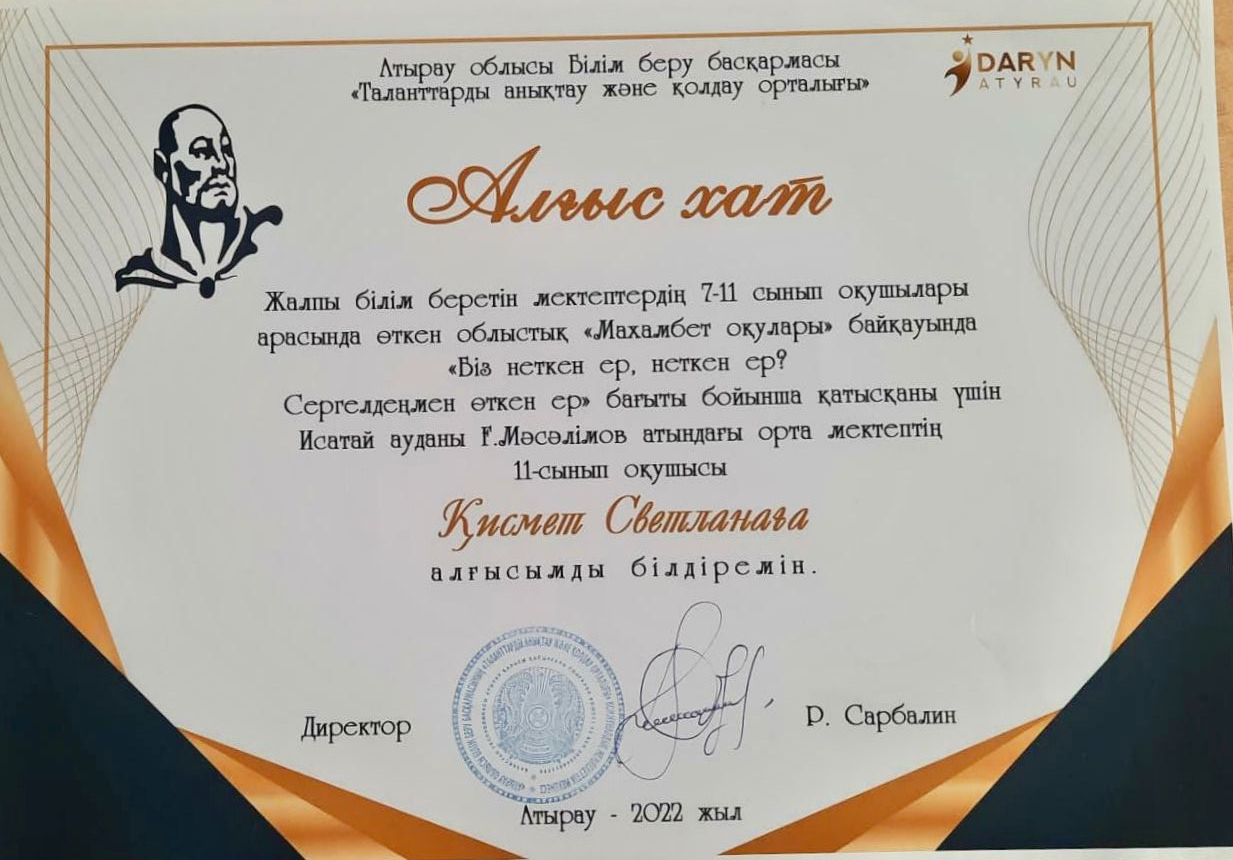 Атырау облысы Білім беру басқармасы
«Таланттарды анықтау және қолдау орталығы»
DARYN
ATYRAU
Алғыс хат
Жалпы білім беретін мектептердің 7-11 сынып оқушылары
арасында өткен облыстық «Махамбет оқулары» байқауында
«Біз неткен ер, неткен ер?
Сергелдеңмен өткен ер» бағыты бойынша қатысқаны үшін
Исатай ауданы Ғ.Мәсәлімов атындағы орта мектептің
11-сынып оқушысы
Қисмет Светланаға
алғысымды білдіремін.
Директор
Р. Сарбалин
Атырау - 2022 жыл